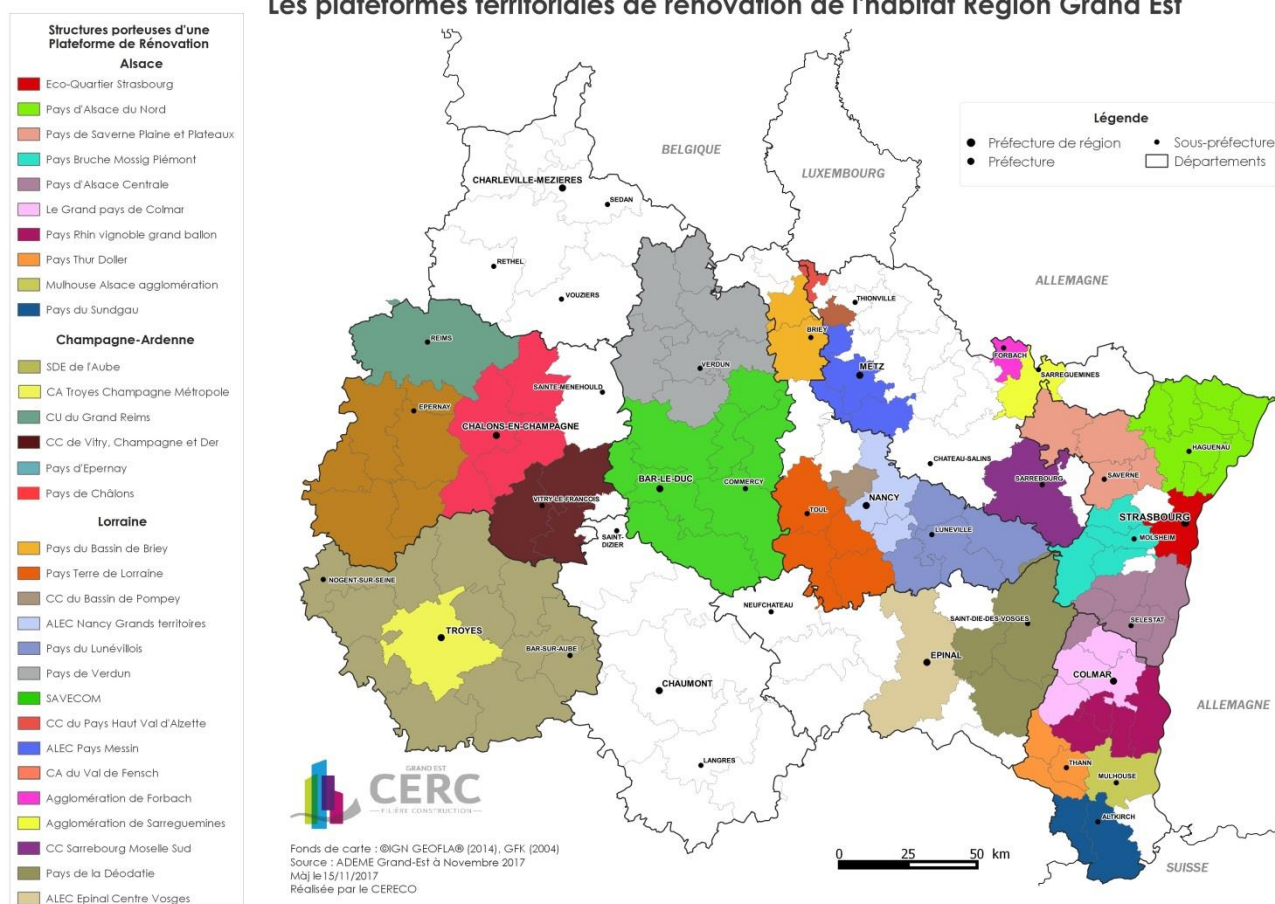 Les plateformes territoriales de rénovation de l'habitat Région Grand Est
Structures porteuses d'une
Plateforme de Rénovation
Alsace
Eco-Quartier Strasbourg
Pays d'Alsace du Nord
Pays de Saverne Plaine et Plateaux
Pays Bruche Mossig Piémont
Pays d'Alsace Centrale
Le Grand pays de Colmar
Pays Rhin vignoble grand ballon
Pays Thur Doller
Mulhouse Alsace agglomération
Pays du Sundgau
Champagne-Ardenne
SDE de l'Aube
CA Troyes Champagne Métropole
CU du Grand Reims
CC de Vitry, Champagne et Der
Pays d'Epernay
Pays de Châlons
Lorraine
Pays du Bassin de Briey
Pays Terre de Lorraine
CC du Bassin de Pompey
ALEC Nancy Grands territoires
Pays du Lunévillois
Pays de Verdun
SAVECOM
CC du Pays Haut Val d'Alzette
ALEC Pays Messin
CA du Val de Fensch
Agglomération de Forbach
Agglomération de Sarreguemines
CC Sarrebourg Moselle Sud
Pays de la Déodatie
ALEC Epinal Centre Vosges
Légende
Préfecture de région
Préfecture
Sous-préfecture
Départements
BELGIQUE
LUXEMBOURG
ALLEMAGNE
CHARLEVILLE-MEZIERES
SEDAN
RETHEL
VOUZIERS
THIONVILLE
BRIEY
REIMS
METZ
FORBACH
SARREGUEMINES
VERDUN
SAINTE-MENEHOULD
EPERNAY
CHALONS-EN-CHAMPAGNE
HAGUENAU
CHATEAU-SALINS
SAVERNE
SARREBOURG
BAR-LE-DUC
COMMERCY
VITRY-LE-FRANCOIS
NANCY
TOUL
STRASBOURG
MOLSHEIM
LUNEVILLE
SAINT-
DIZIER
NOGENT-SUR-SEINE
NEUFCHATEAU
SAINT-DIE-DES-VOSGES
SELESTAT
TROYES
BAR-SUR-AUBE
EPINAL
COLMAR
CHAUMONT
ALLEMAGNE
LANGRES
THANN
MULHOUSE
ALTKIRCH
SUISSE
GRAND EST
CERC
FILIÈRE CONSTRUCTION
Fonds de carte : ©IGN GEOFLA® (2014), GFK (2004)
Source : ADEME Grand-Est à Novembre 2017
Màj le 15/11/2017
Réalisée par le CERECO
0 25 50 km